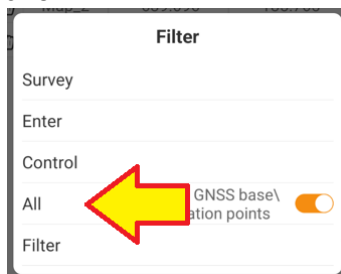 Filter
Survey
Enter
Control
All
GNSS base\
ation points
Filter